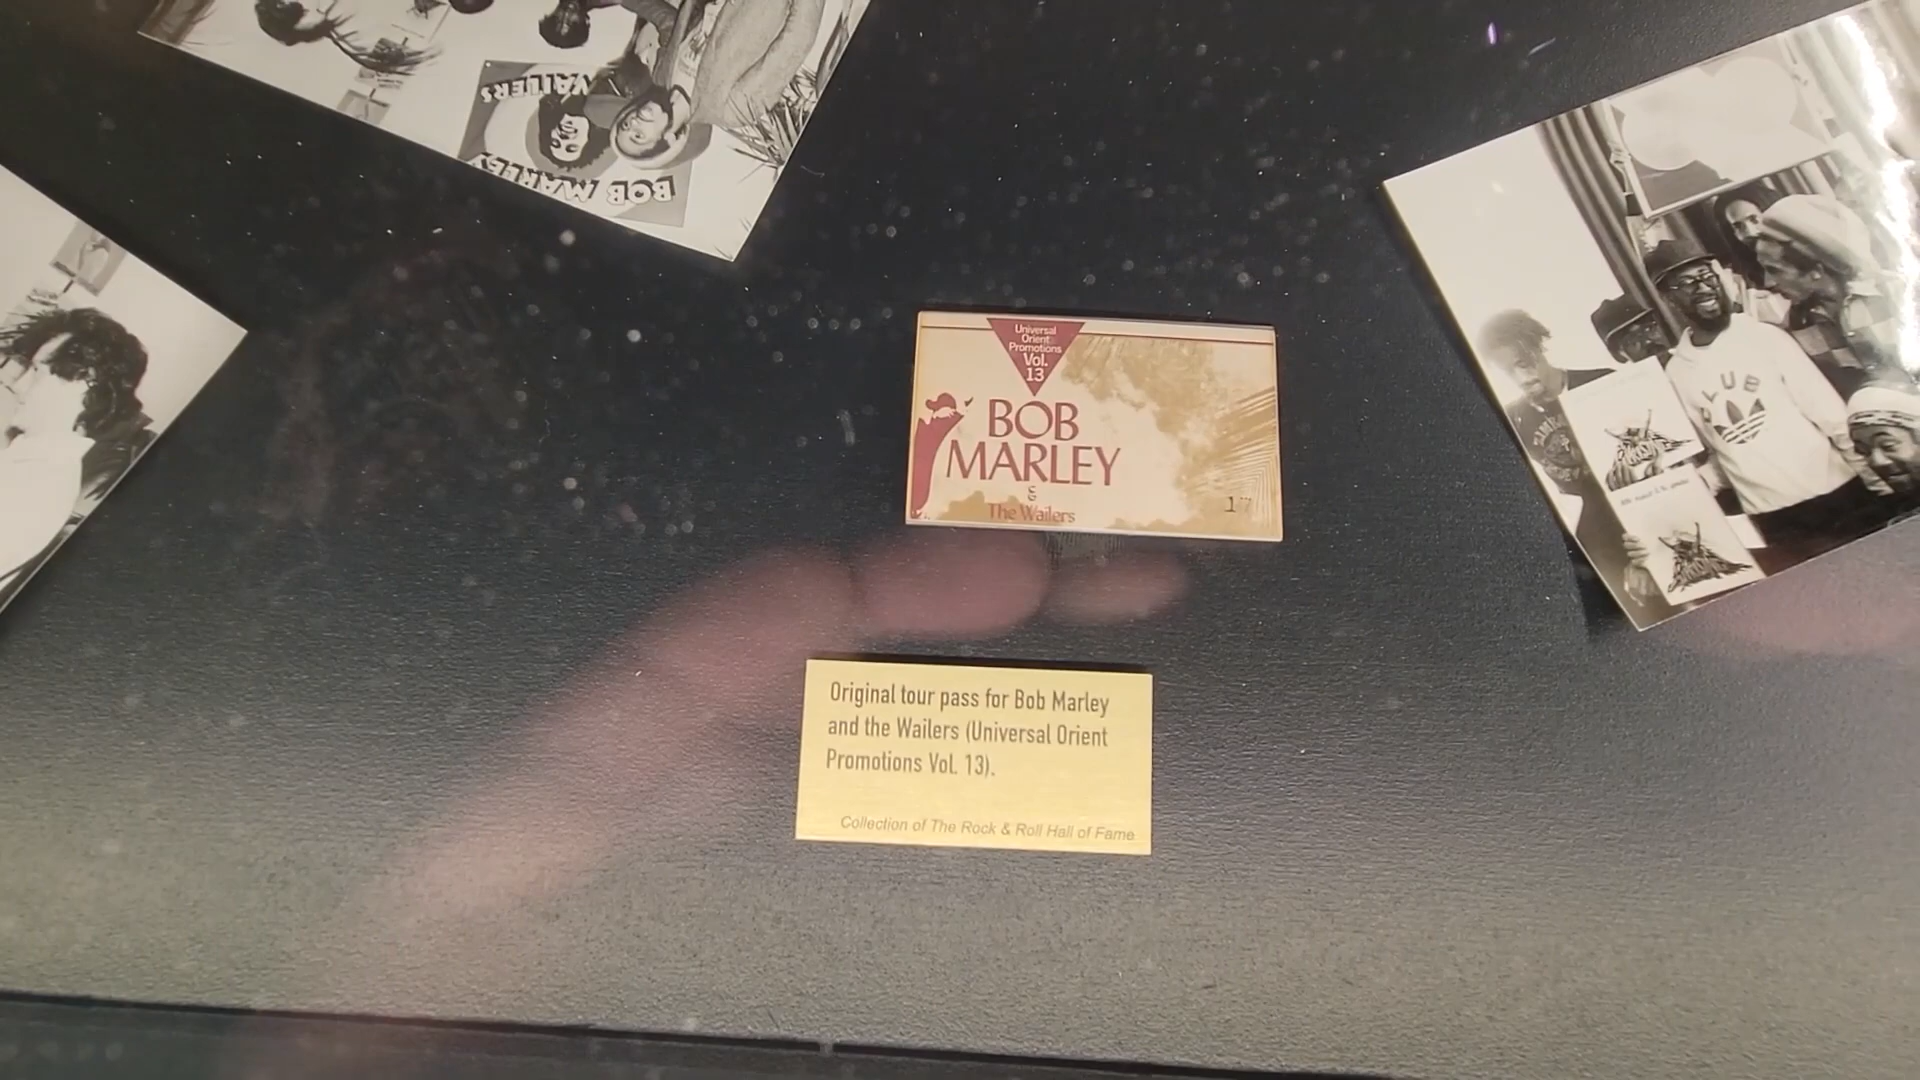 WAILERS
BOB MARLEY
Universal
Orient
Promotions
Vol.
13
BOB
MARLEY
&
The Wailers
17
CLUB
Original tour pass for Bob Marley
and the Wailers (Universal Orient
Promotions Vol. 13).
Collection of The Rock & Roll Hall of Fame